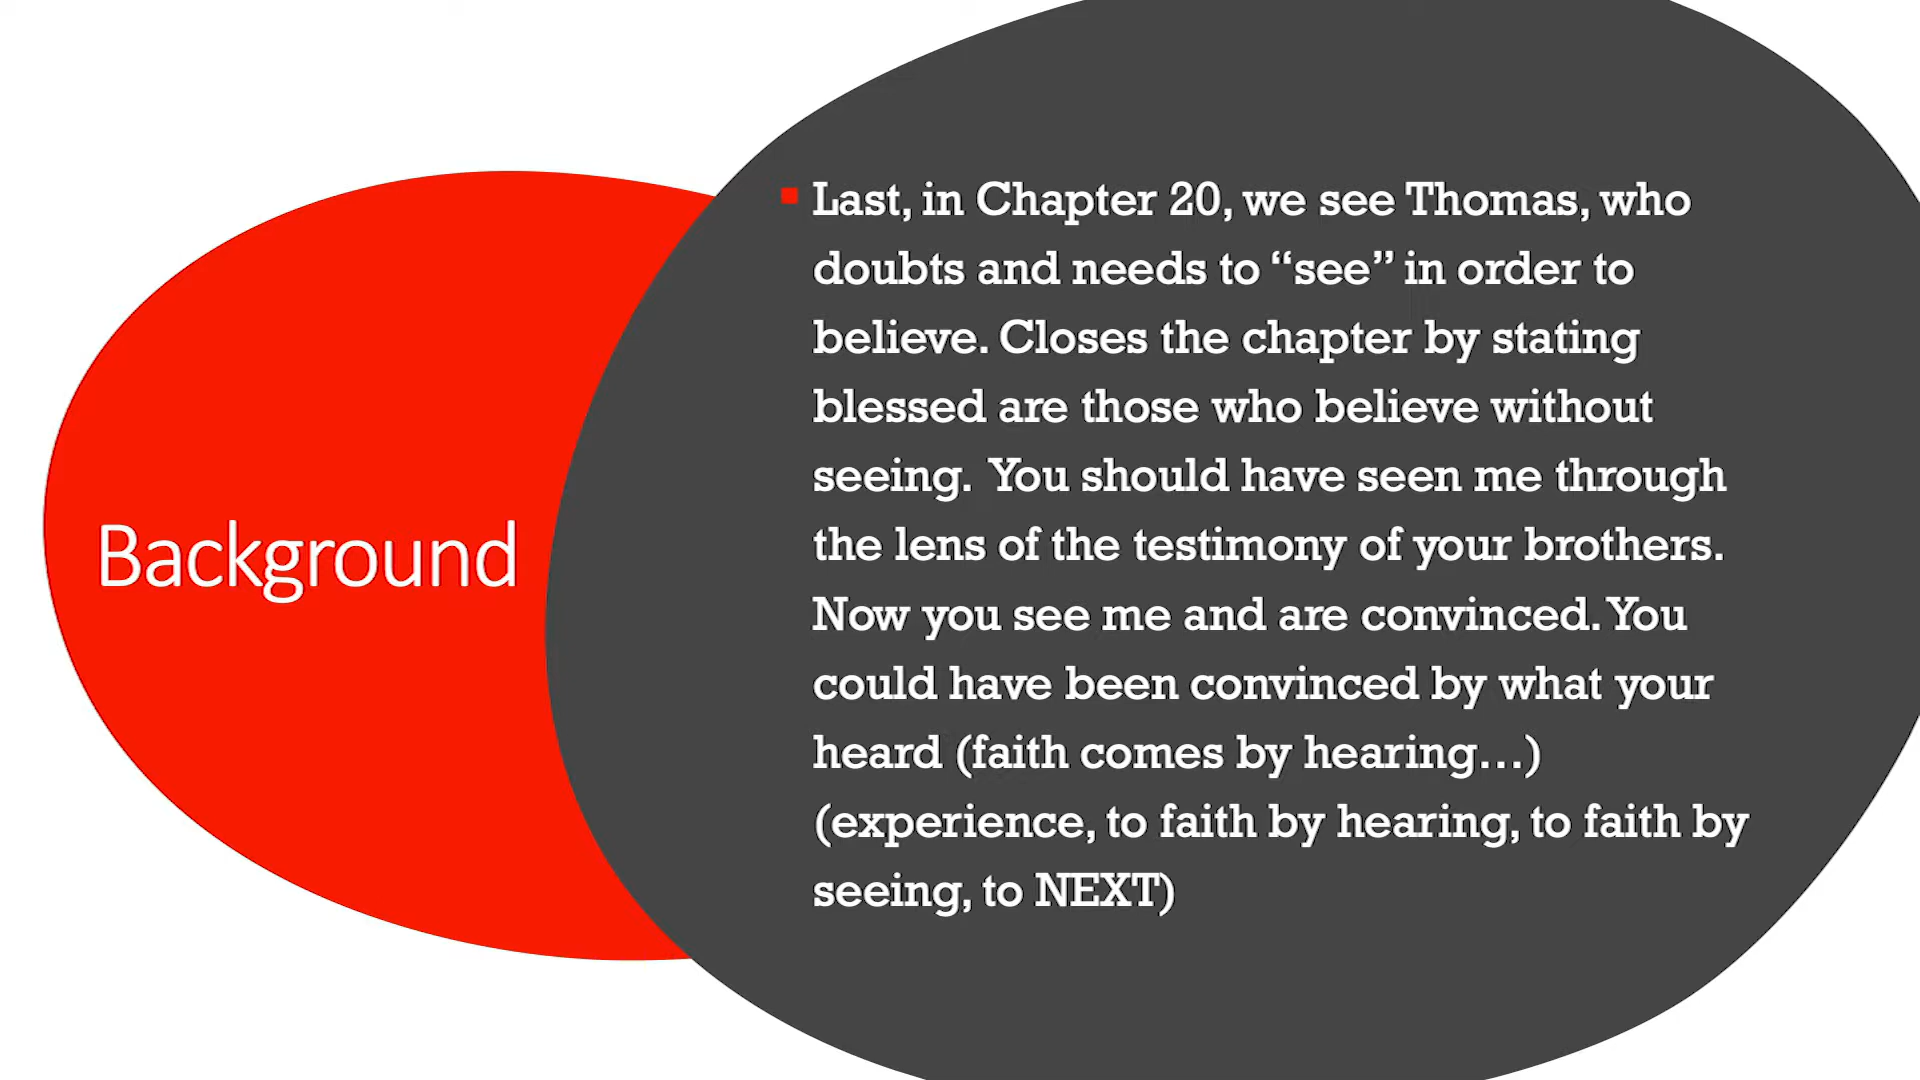 Background
Last, in Chapter 20, we see Thomas, who
doubts and needs to “see” in order to
believe. Closes the chapter by stating
blessed are those who believe without
seeing.  You should have seen me through
the lens of the testimony of your brothers.
Now you see me and are convinced. You
could have been convinced by what your
heard (faith comes by hearing…)
(experience, to faith by hearing, to faith by
seeing, to NEXT)